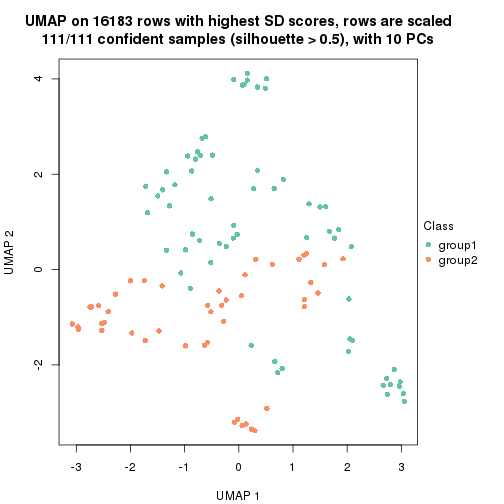 UMAP on 16183 rows with highest SD scores, rows are scaled
111/111 confident samples (silhouette > 0.5), with 10 PCs
4
2
0
-2
UMAP 2
-3
-2
-1
0
1
2
3
UMAP 1
Class
group1
group2